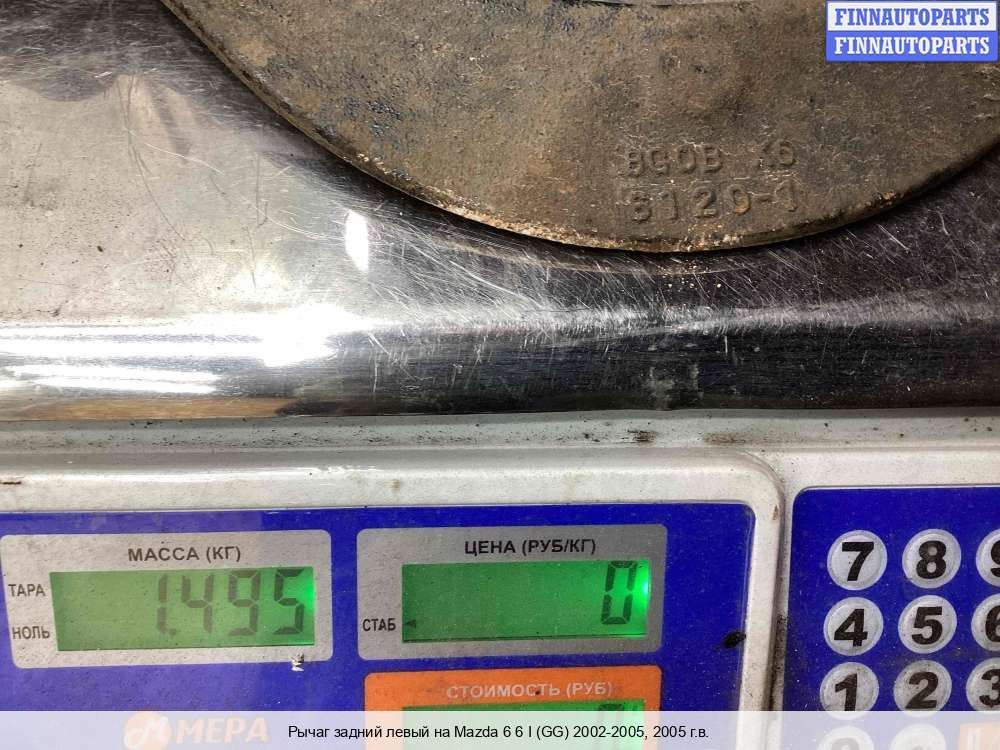 FINNAUTOPARTS
FINNAUTOPARTS
6120-1
МАССА (КГ)
ТАРА
НОЛЬ
1.495
ЦЕНА (РУБ/КГ)
СТАБ
0
СТОИМОСТЬ (РУБ)
МЕРА
7 8 9
4 5 6
1 2 3
Рычаг задний левый на Mazda 6 6 I (GG) 2002-2005, 2005 г.в.